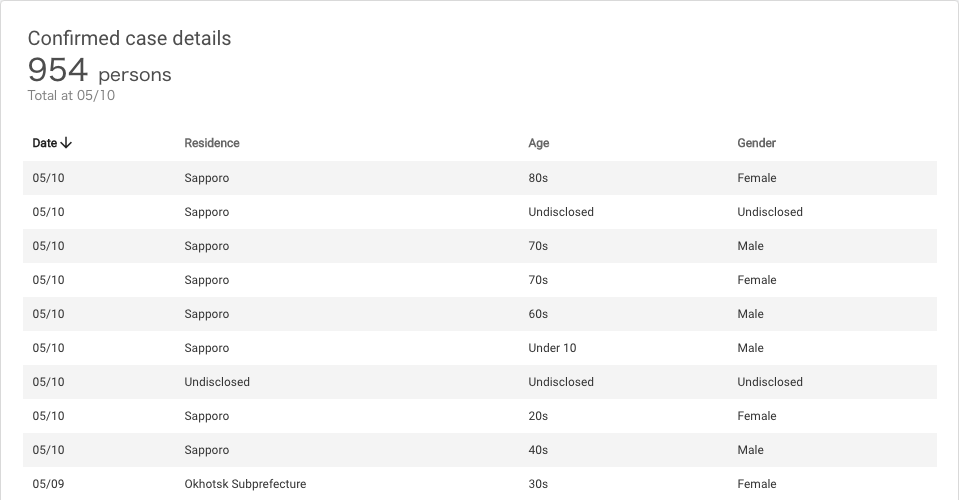 Confirmed case details
954 persons
Total at 05/10
Date Residence Age Gender
05/10 Sapporo 80s Female
05/10 Sapporo Undisclosed Undisclosed
05/10 Sapporo 70s Male
05/10 Sapporo 70s Female
05/10 Sapporo 60s Male
05/10 Sapporo Under 10 Male
05/10 Undisclosed Undisclosed Undisclosed
05/10 Sapporo 20s Female
05/10 Sapporo 40s Male
05/09 Okhotsk Subprefecture 30s Female